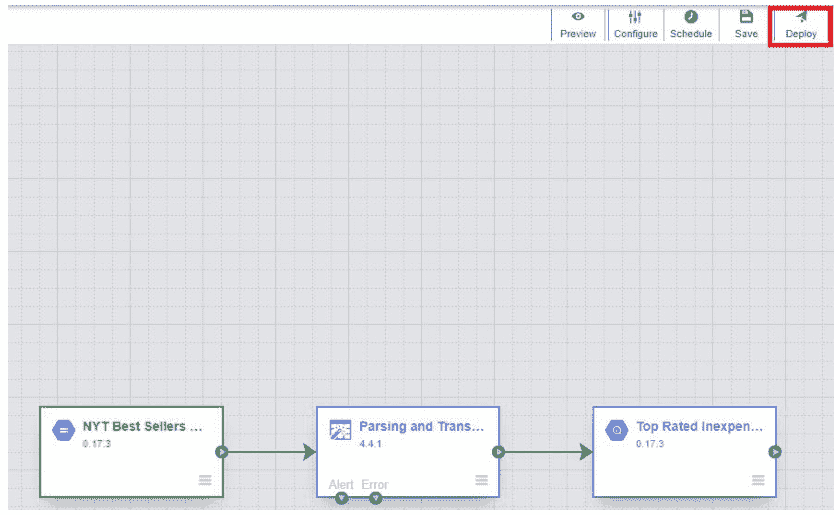 Preview Configure Schedule Save Deploy
NYT Best Sellers ...
0.17.3
Parsing and Trans...
4.4.1
Alert Error
Top Rated Inexpen...
0.17.3